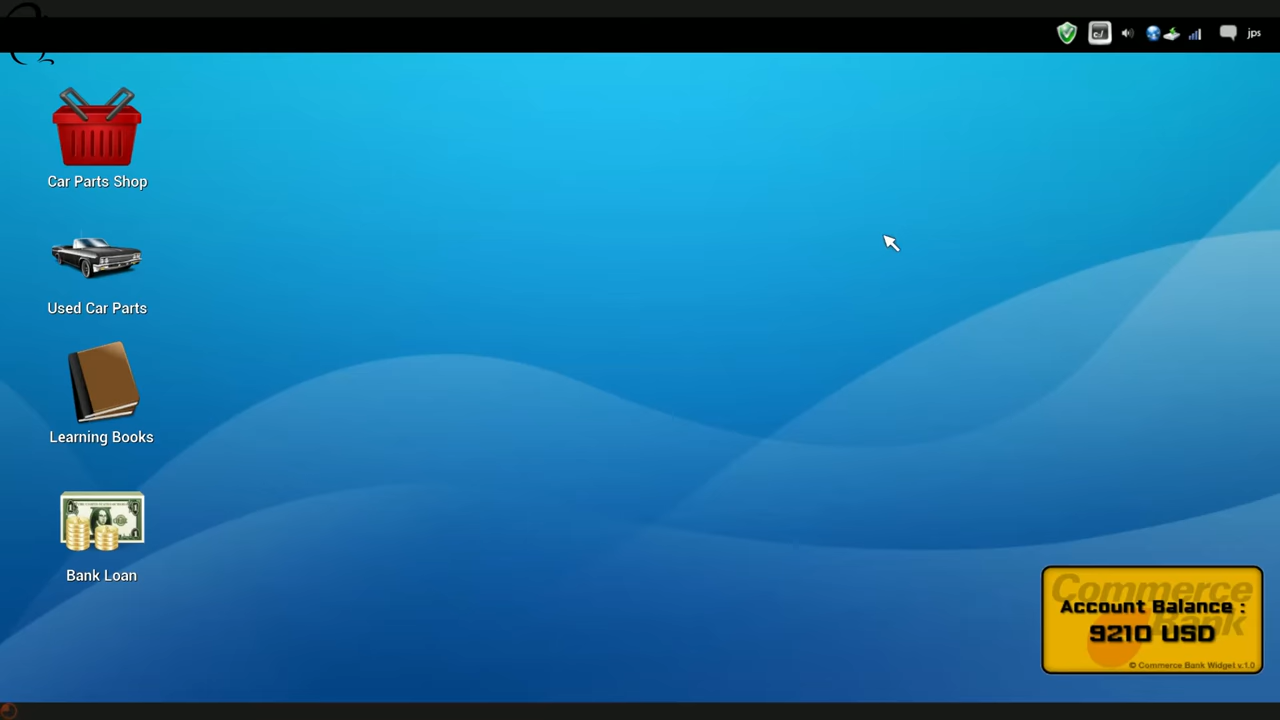 c:/
jps
Car Parts Shop
Used Car Parts
Learning Books
Bank Loan
Commerce
Bank
Account Balance :
9210 USD
© Commerce Bank Widget v.1.0